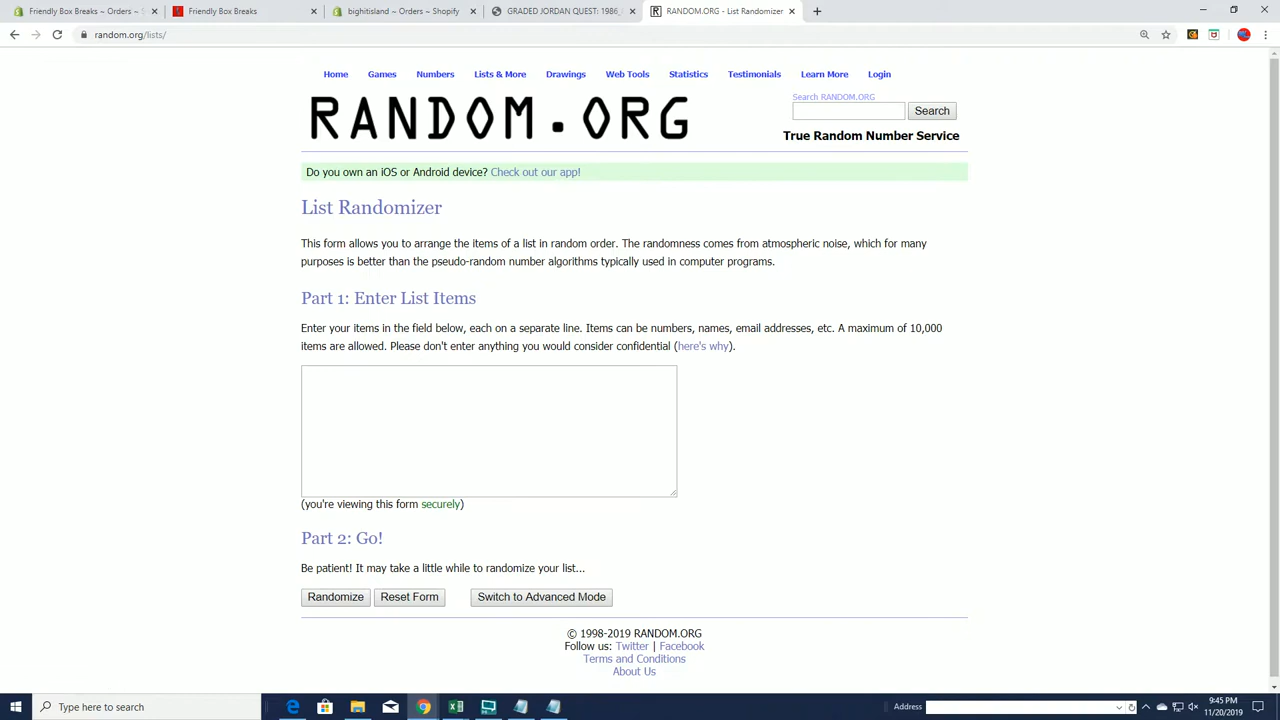 Friendly Box Breaks ~ Orders ~
Friendly Box Breaks
bightisland ~ Orders ~ Shopify
GRADED JORDAN QUEST: 1986_
RANDOM.ORG - List Randomizer
random.org/lists/
Home Games Numbers Lists & More Drawings Web Tools Statistics Testimonials Learn More Login
Search RANDOM.ORG
RANDOM.ORG
Search
True Random Number Service
Do you own an iOS or Android device? Check out our app!
List Randomizer
This form allows you to arrange the items of a list in random order. The randomness comes from atmospheric noise, which for many
purposes is better than the pseudo-random number algorithms typically used in computer programs.
Part 1: Enter List Items
Enter your items in the field below, each on a separate line. Items can be numbers, names, email addresses, etc. A maximum of 10,000
items are allowed. Please don't enter anything you would consider confidential (here's why).
(you're viewing this form securely)
Part 2: Go!
Be patient! It may take a little while to randomize your list...
Randomize Reset Form Switch to Advanced Mode
© 1998-2019 RANDOM.ORG
Follow us: Twitter | Facebook
Terms and Conditions
About Us
Type here to search
Address
9:45 PM
11/20/2019